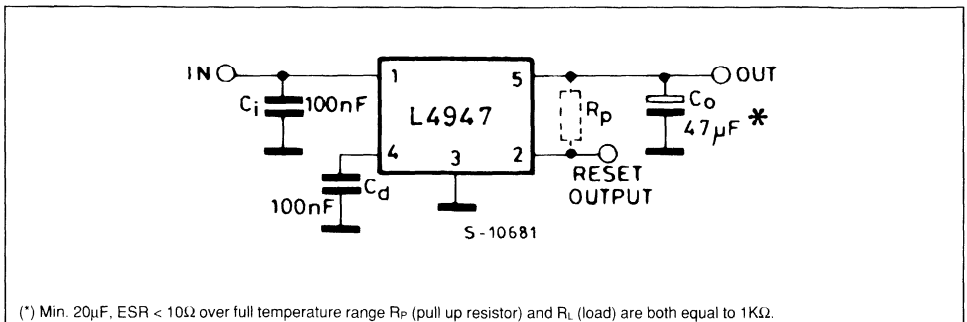 IN 1 5 OUT
Ci 100nF L4947 Rp Co
47µF *
4 3 2
Cd RESET
100nF OUTPUT
S-10681
(*) Min. 20µF, ESR < 10Ω over full temperature range RP (pull up resistor) and RL (load) are both equal to 1KΩ.